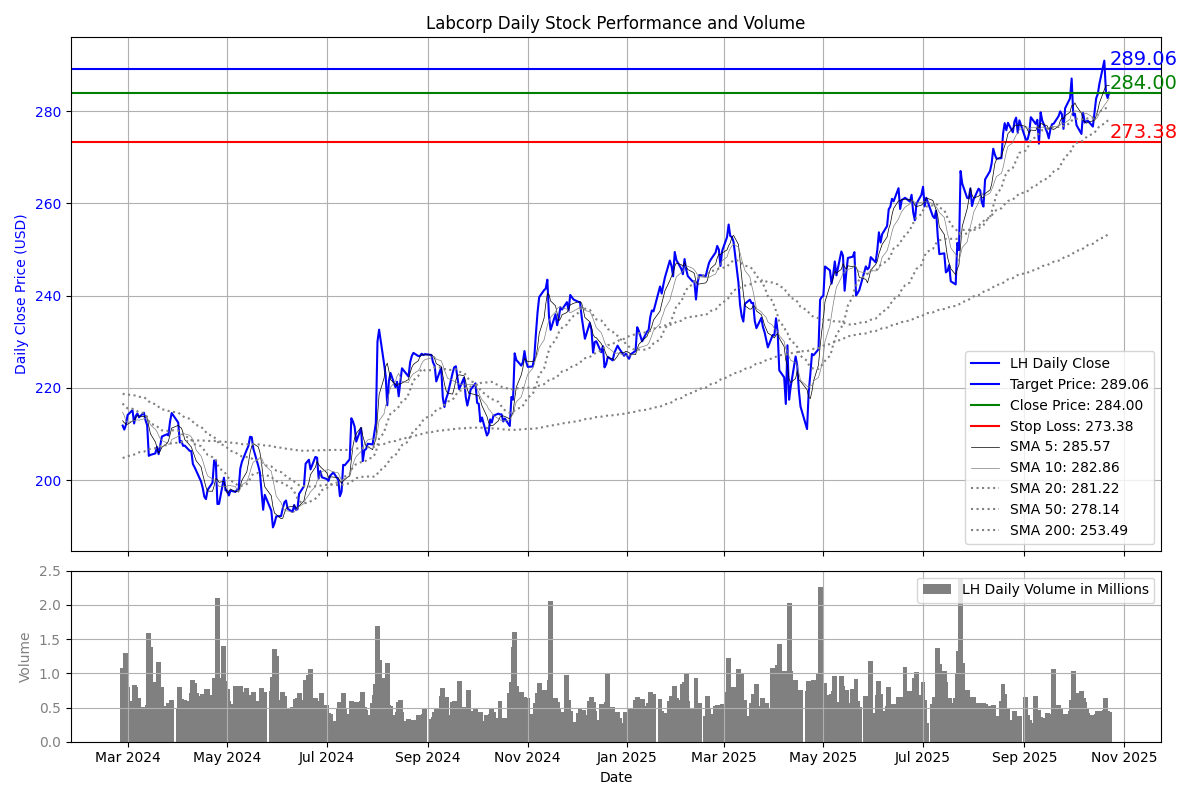 Labcorp Daily Stock Performance and Volume
289.06
284.00
273.38
280
260
240
220
200
Daily Close Price (USD)
LH Daily Close
Target Price: 289.06
Close Price: 284.00
Stop Loss: 273.38
SMA 5: 285.57
SMA 10: 282.86
SMA 20: 281.22
SMA 50: 278.14
SMA 200: 253.49
2.5
2.0
1.5
1.0
0.5
0.0
Volume
LH Daily Volume in Millions
Mar 2024 May 2024 Jul 2024 Sep 2024 Nov 2024 Jan 2025 Mar 2025 May 2025 Jul 2025 Sep 2025 Nov 2025
Date